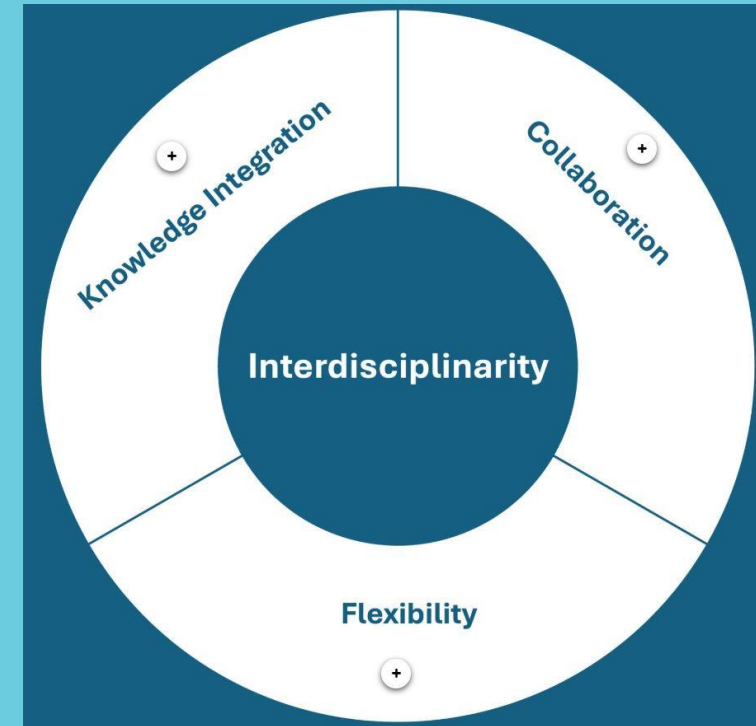 Knowledge Integration
+
Collaboration
+
Interdisciplinarity
Flexibility
+